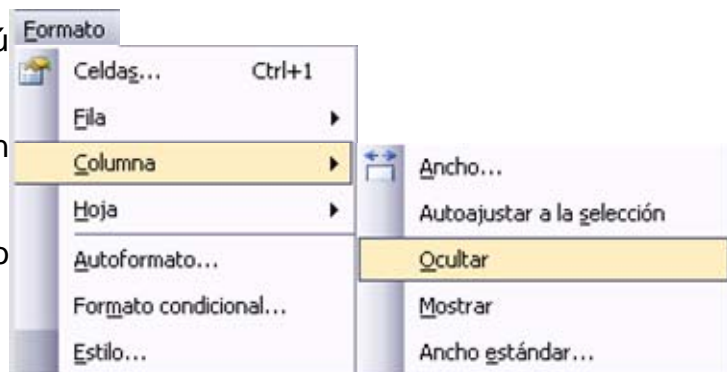 ú
Formato
Celdas... Ctrl+1
Fila
n
Columna
Hoja
o
Autoformato...
Formato condicional...
Estilo...
Ancho...
Autoajustar a la selección
Ocultar
Mostrar
Ancho estándar...